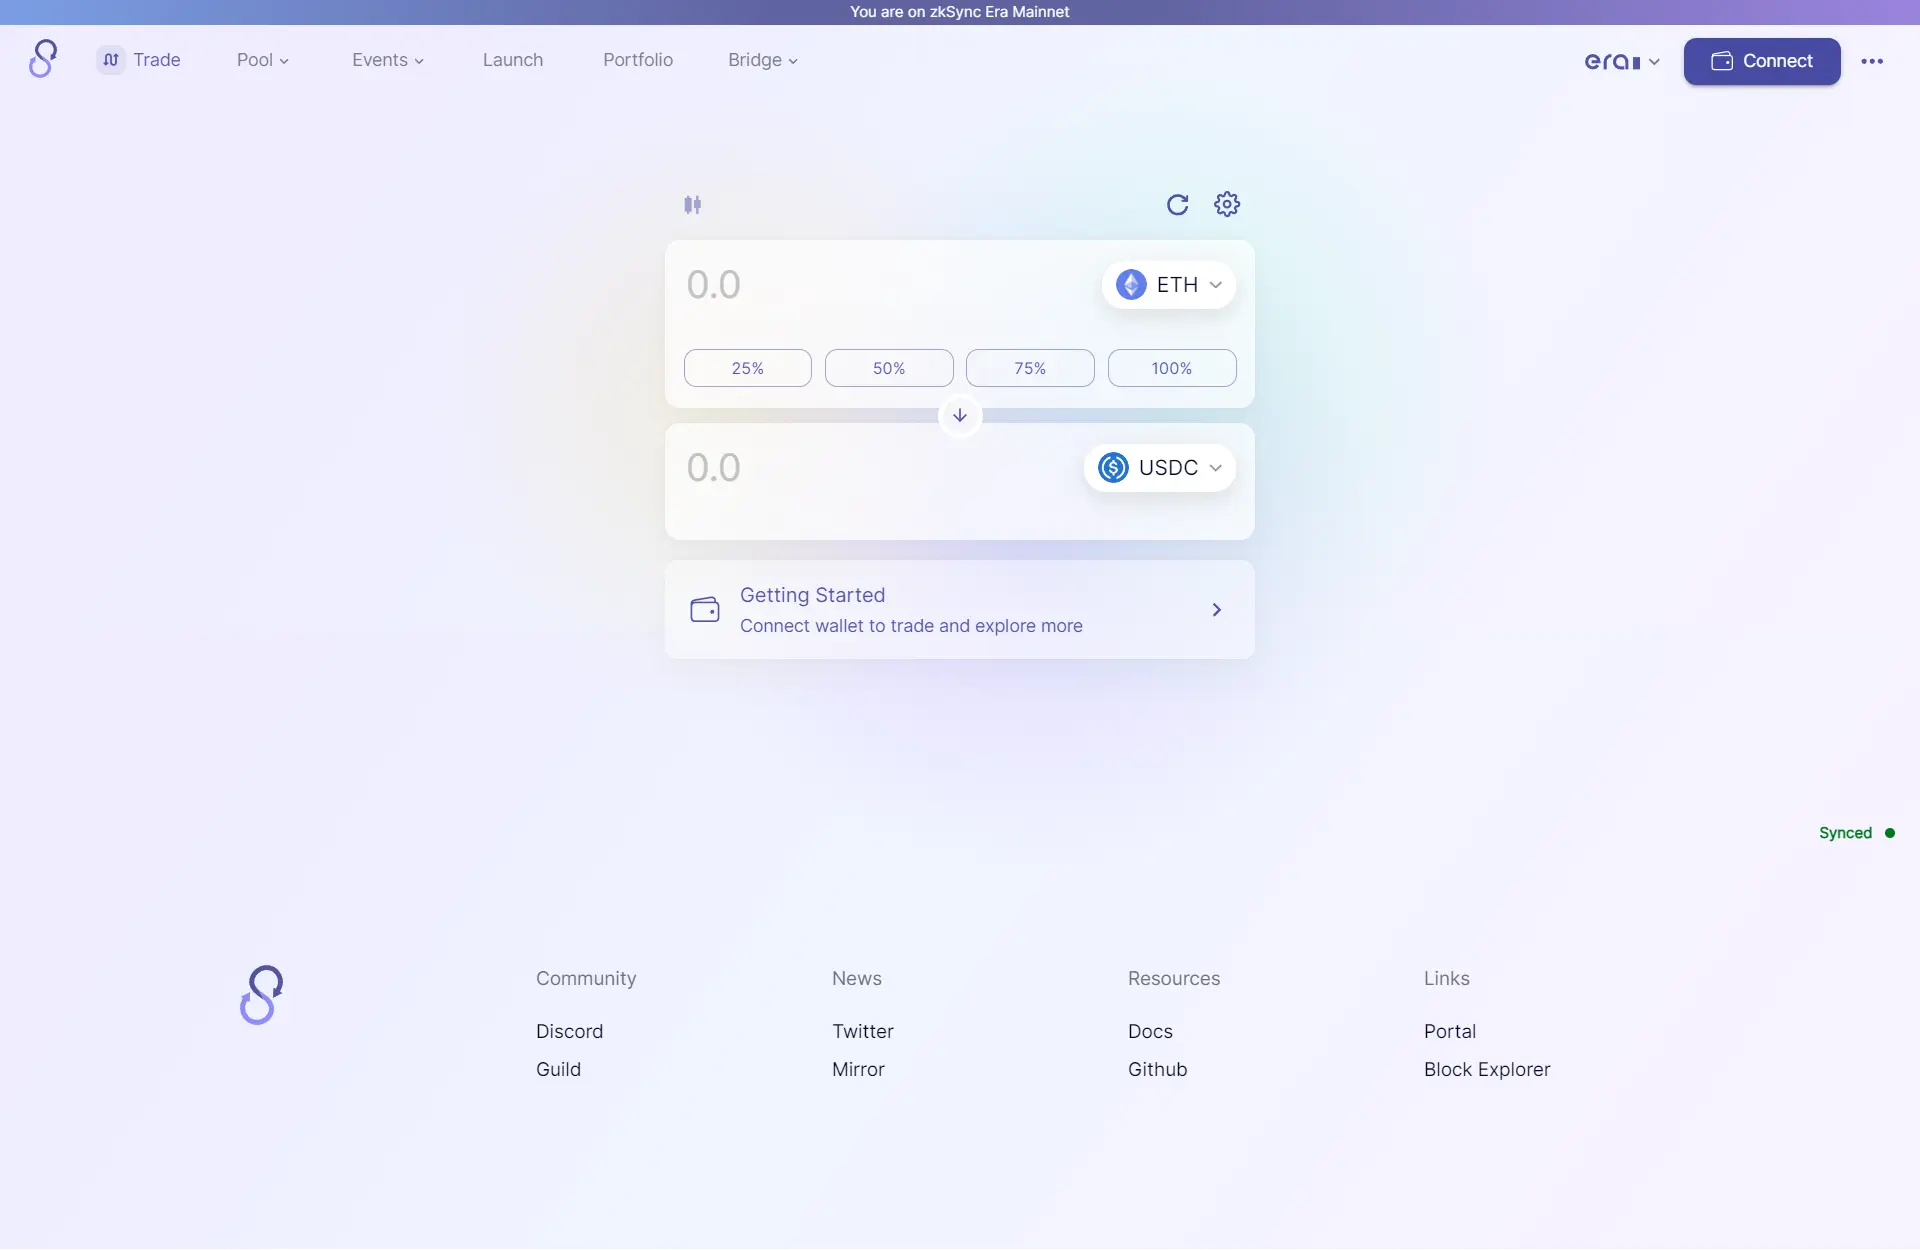 You are on zkSync Era Mainnet
Trade
Pool
Events
Launch
Portfolio
Bridge
era
Connect
0.0
ETH
25%
50%
75%
100%
0.0
USDC
Getting Started
Connect wallet to trade and explore more
Synced
Community
Discord
Guild
News
Twitter
Mirror
Resources
Docs
Github
Links
Portal
Block Explorer